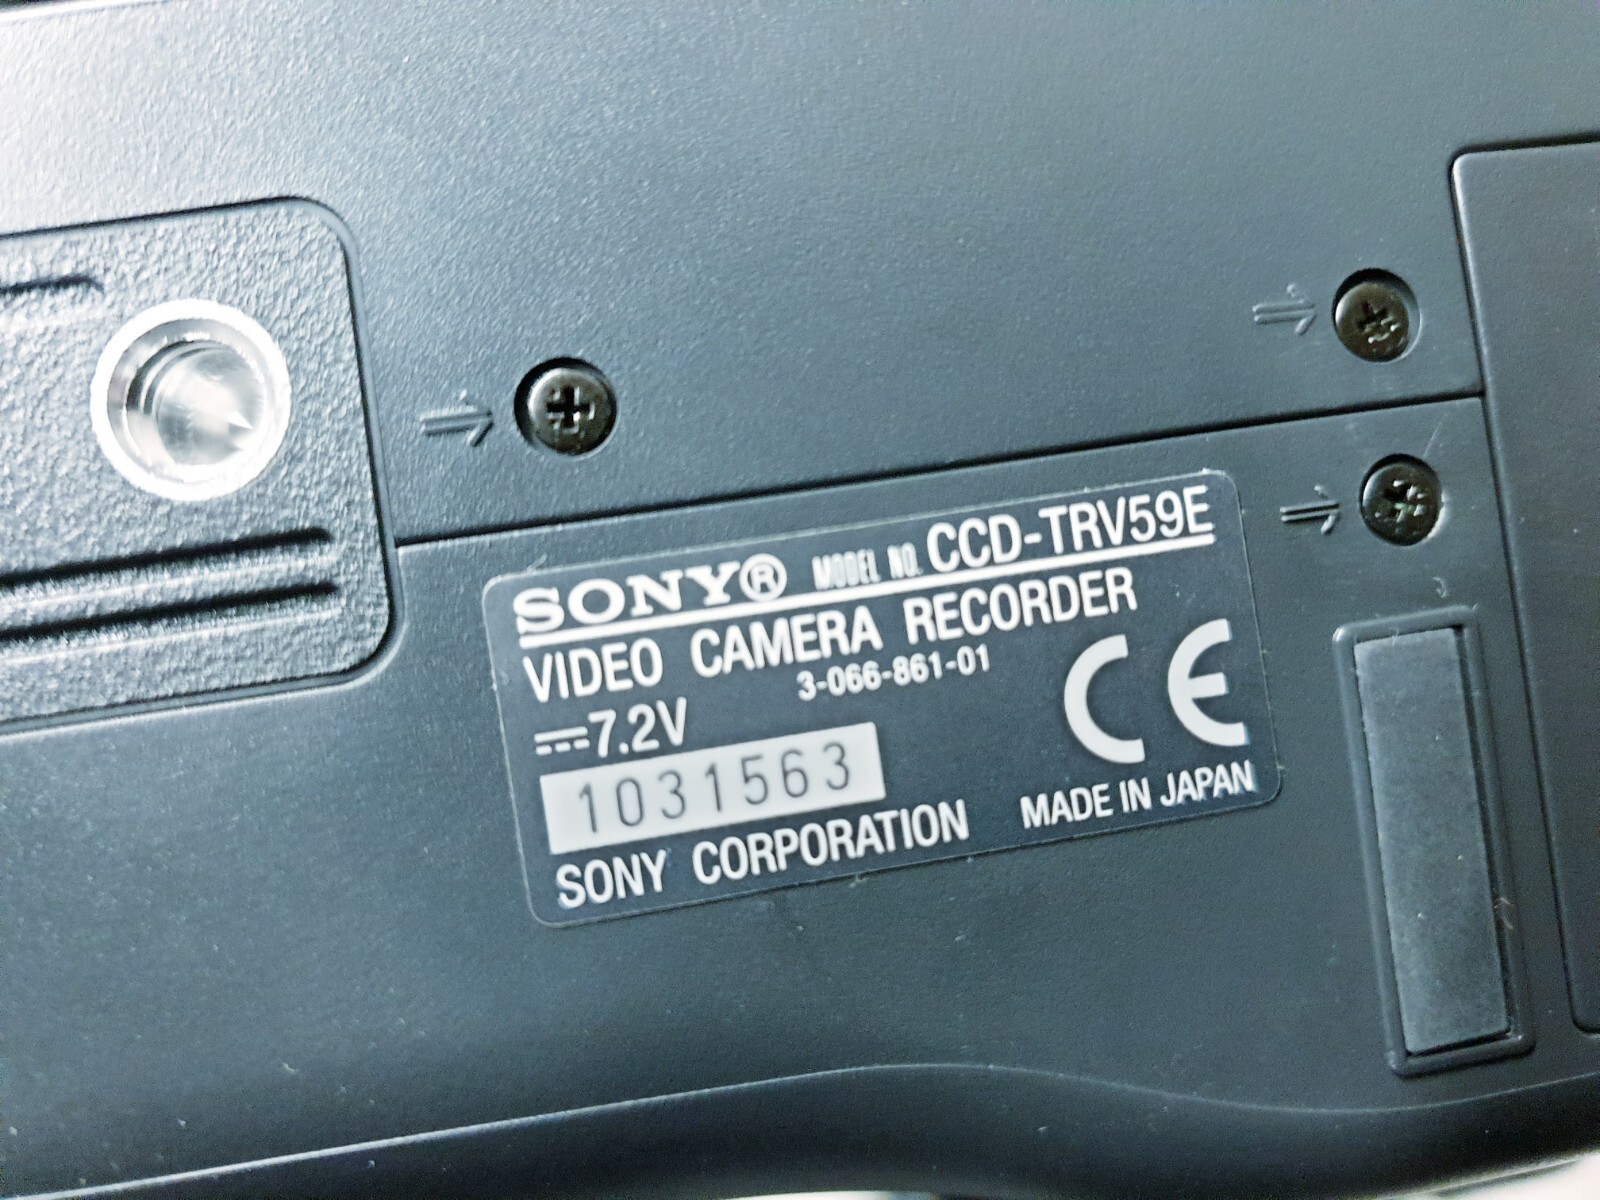 SONY® MODEL NO. CCD-TRV59E
VIDEO CAMERA RECORDER
3-066-861-01
7.2V
CE
1031563
SONY CORPORATION MADE IN JAPAN